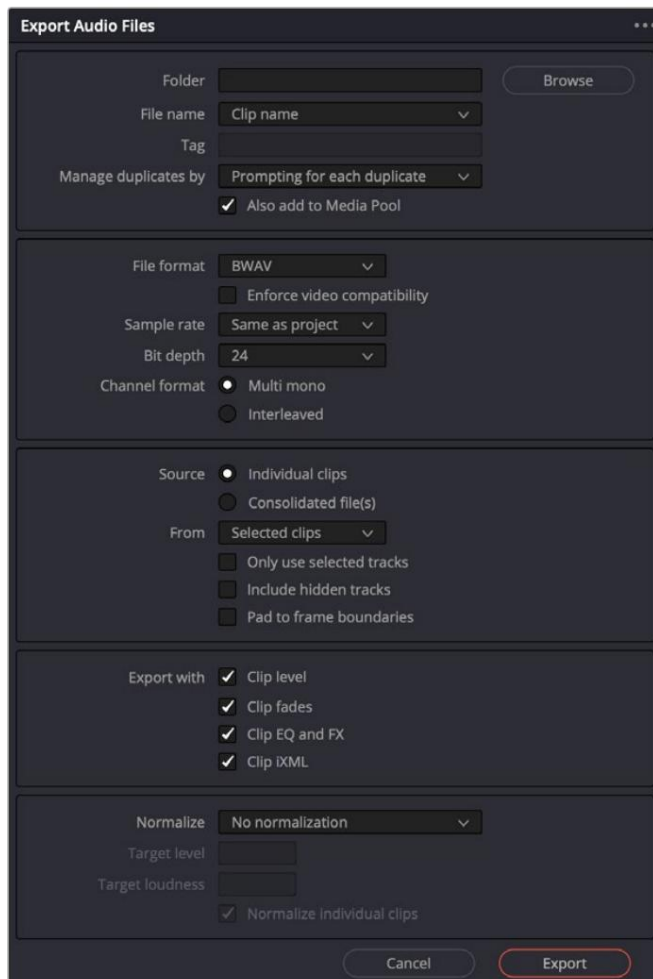 Export Audio Files
Folder Browse
File name Clip name
Tag
Manage duplicates by Prompting for each duplicate
Also add to Media Pool
File format BWAV
Enforce video compatibility
Sample rate Same as project
Bit depth 24
Channel format Multi mono
Interleaved
Source Individual clips
Consolidated file(s)
From Selected clips
Only use selected tracks
Include hidden tracks
Pad to frame boundaries
Export with Clip level
Clip fades
Clip EQ and FX
Clip iXML
Normalize No normalization
Target level
Target loudness
Normalize individual clips
Cancel Export